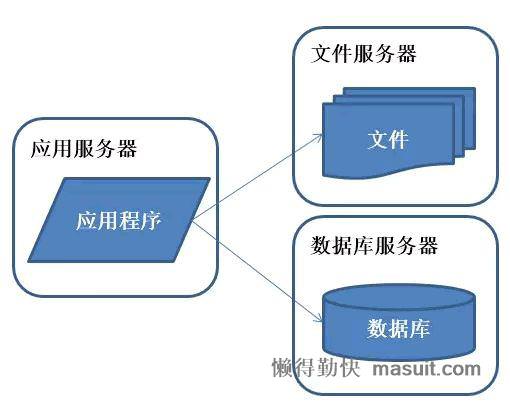 文件服务器
文件
应用服务器
应用程序
数据库服务器
数据库
懒得勤快 masuit.com